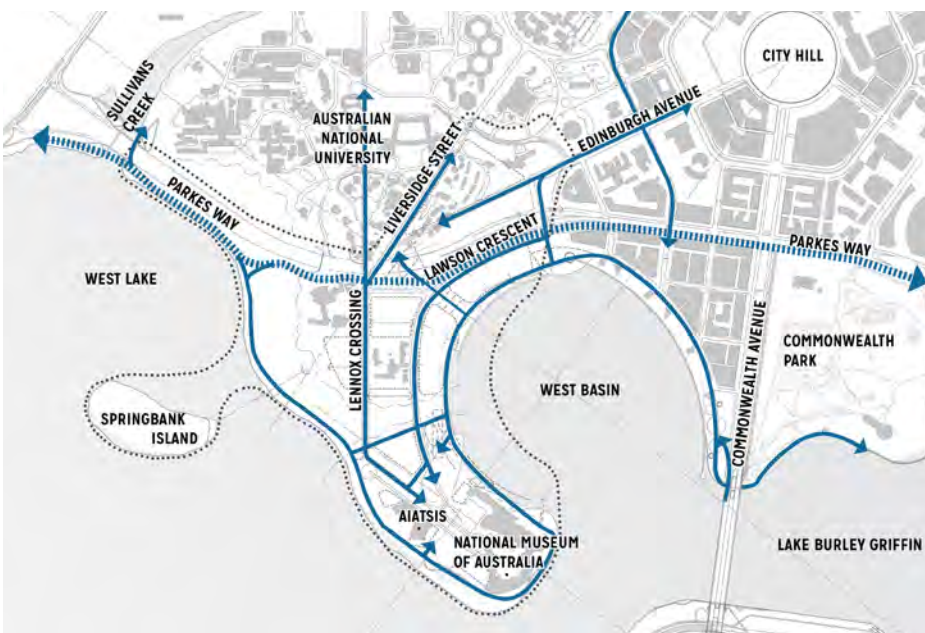 CITY HILL
SULLIVANS
CREEK
AUSTRALIAN
NATIONAL
UNIVERSITY
EDINBURGH AVENUE
LIVERSIDGE STREET
PARKES WAY
LAWSON CRESCENT
PARKES WAY
WEST LAKE
LENNOX CROSSING
COMMONWEALTH AVENUE
COMMONWEALTH
PARK
WEST BASIN
SPRINGBANK
ISLAND
AIATSIS
NATIONAL MUSEUM
OF AUSTRALIA
LAKE BURLEY GRIFFIN